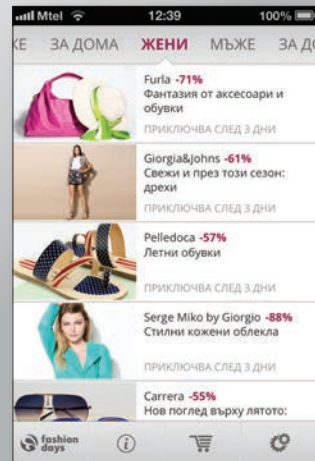 Mtel 12:39 100%
КЕ ЗА ДОМА ЖЕНИ МЪЖЕ ЗА ДО
Furla -71%
Фантазия от аксесоари и
обувки
ПРИКЛЮЧВА СЛЕД 3 ДНИ
Giorgia&Johns -61%
Свежи и през този сезон:
дрехи
ПРИКЛЮЧВА СЛЕД 3 ДНИ
Pelledoca -57%
Летни обувки
ПРИКЛЮЧВА СЛЕД 3 ДНИ
Serge Miko by Giorgio -88%
Стилни кожени облекла
ПРИКЛЮЧВА СЛЕД 3 ДНИ
Carrera -55%
Нов поглед върху лятото:
fashion
days